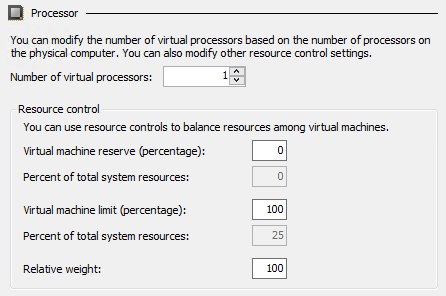 Processor
You can modify the number of virtual processors based on the number of processors on
the physical computer. You can also modify other resource control settings.
Number of virtual processors: 1
Resource control
You can use resource controls to balance resources among virtual machines.
Virtual machine reserve (percentage): 0
Percent of total system resources: 0
Virtual machine limit (percentage): 100
Percent of total system resources: 25
Relative weight: 100